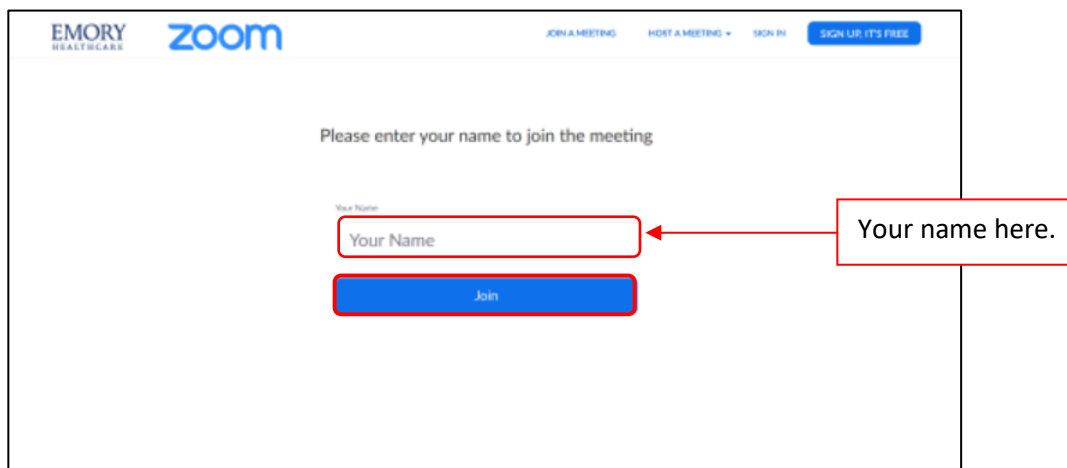 EMORY
HEALTHCARE
zoom
JOIN A MEETING HOST A MEETING SIGN IN SIGN UP, IT'S FREE
Please enter your name to join the meeting
Your Name
Your Name
Your name here.
Join